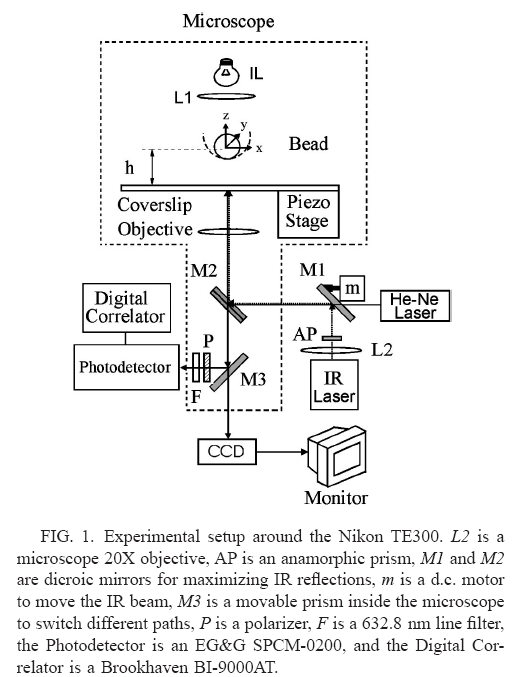 Microscope
IL
L1
z
y
x
Bead
h
Coverslip
Piezo
Stage
Objective
M1
m
M2
He-Ne
Laser
Digital
Correlator
AP
L2
P
Photodetector
M3
IR
Laser
F
CCD
Monitor
FIG. 1. Experimental setup around the Nikon TE300. L2 is a
microscope 20X objective, AP is an anamorphic prism, M1 and M2
are dicroic mirrors for maximizing IR reflections, m is a d.c. motor
to move the IR beam, M3 is a movable prism inside the microscope
to switch different paths, P is a polarizer, F is a 632.8 nm line filter,
the Photodetector is an EG&G SPCM-0200, and the Digital Cor-
relator is a Brookhaven BI-9000AT.